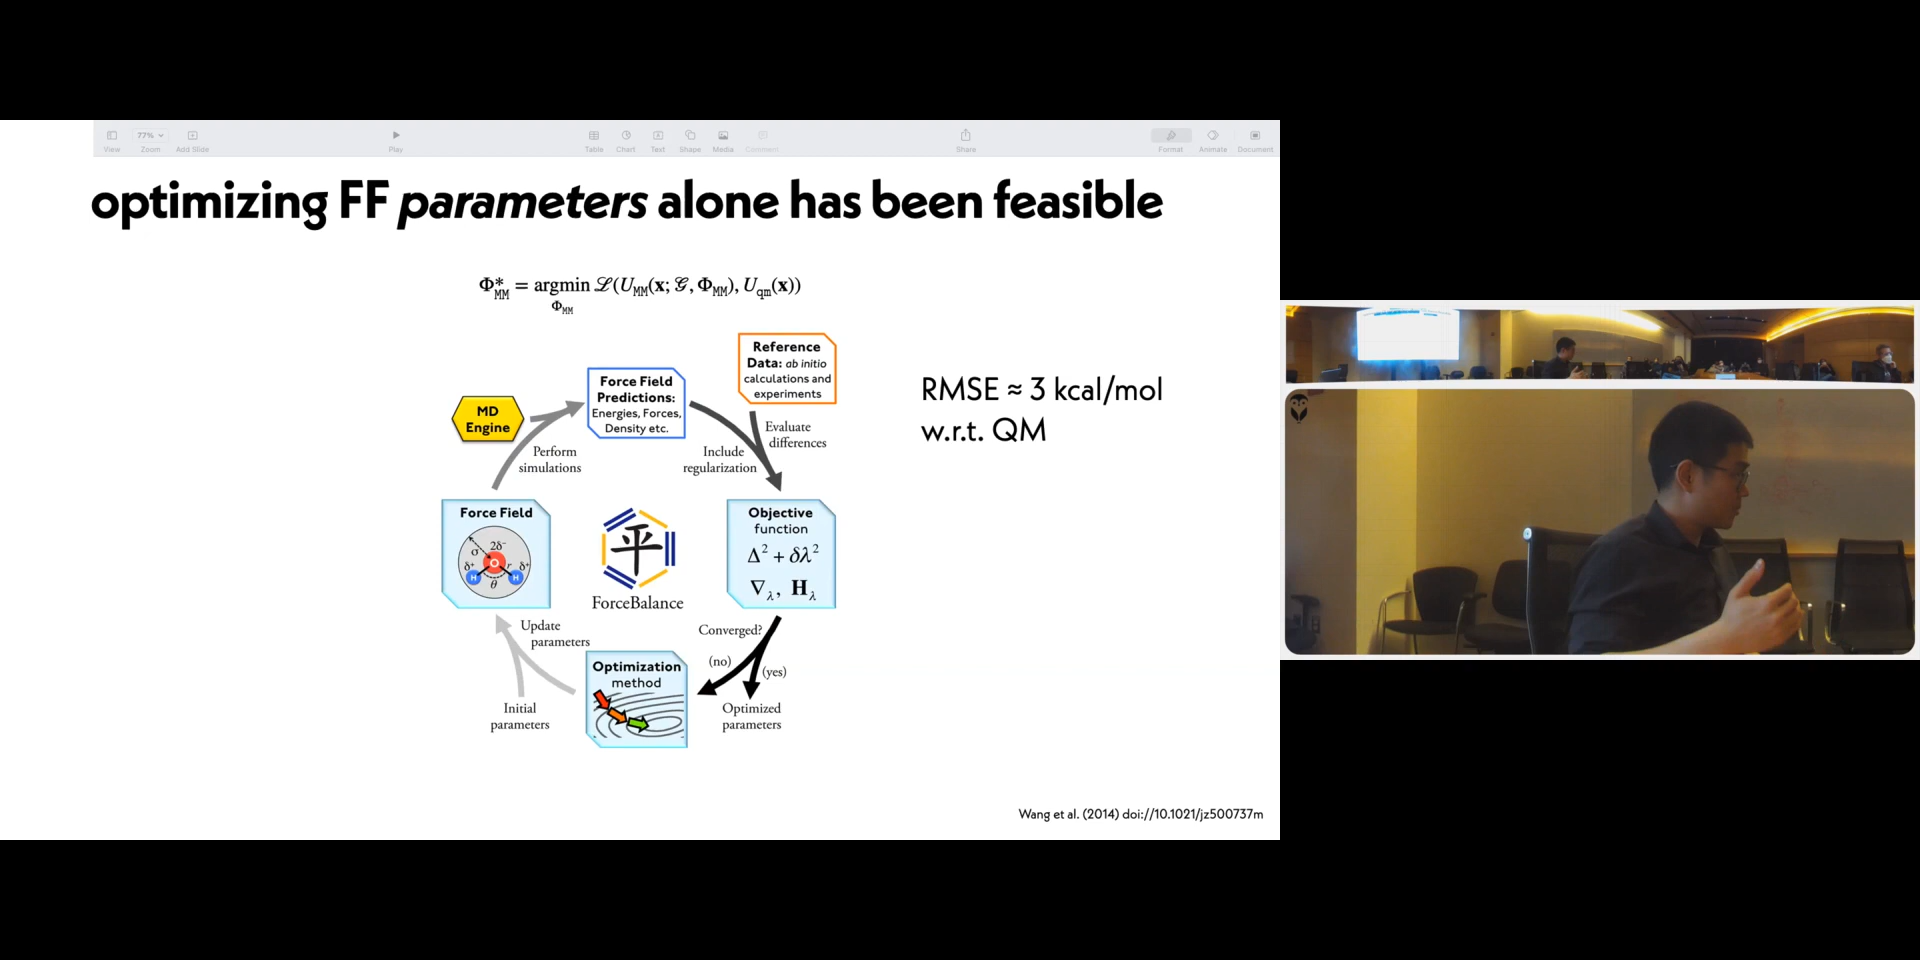 View
77%
Zoom
Add Slide
Play
Table
Chart
Text
Shape
Media
Comment
Share
Format
Animate
Document
optimizing FF parameters alone has been feasible
Φ*MM = argmin ℒ(UMM(x; 𝒢, ΦMM), Uqm(x))
ΦMM
Reference
Data: ab initio
calculations and
experiments
Force Field
Predictions:
Energies, Forces,
Density etc.
MD
Engine
RMSE ≈ 3 kcal/mol
w.r.t. QM
Evaluate
differences
Perform
simulations
Include
regularization
Force Field
σ 2δ⁻
δ⁺ O r δ⁺
H θ H
平
ForceBalance
Objective
function
Δ² + δλ²
∇λ, Hλ
Update
parameters
Converged?
(no)
(yes)
Optimization
method
Initial
parameters
Optimized
parameters
Wang et al. (2014) doi://10.1021/jz500737m